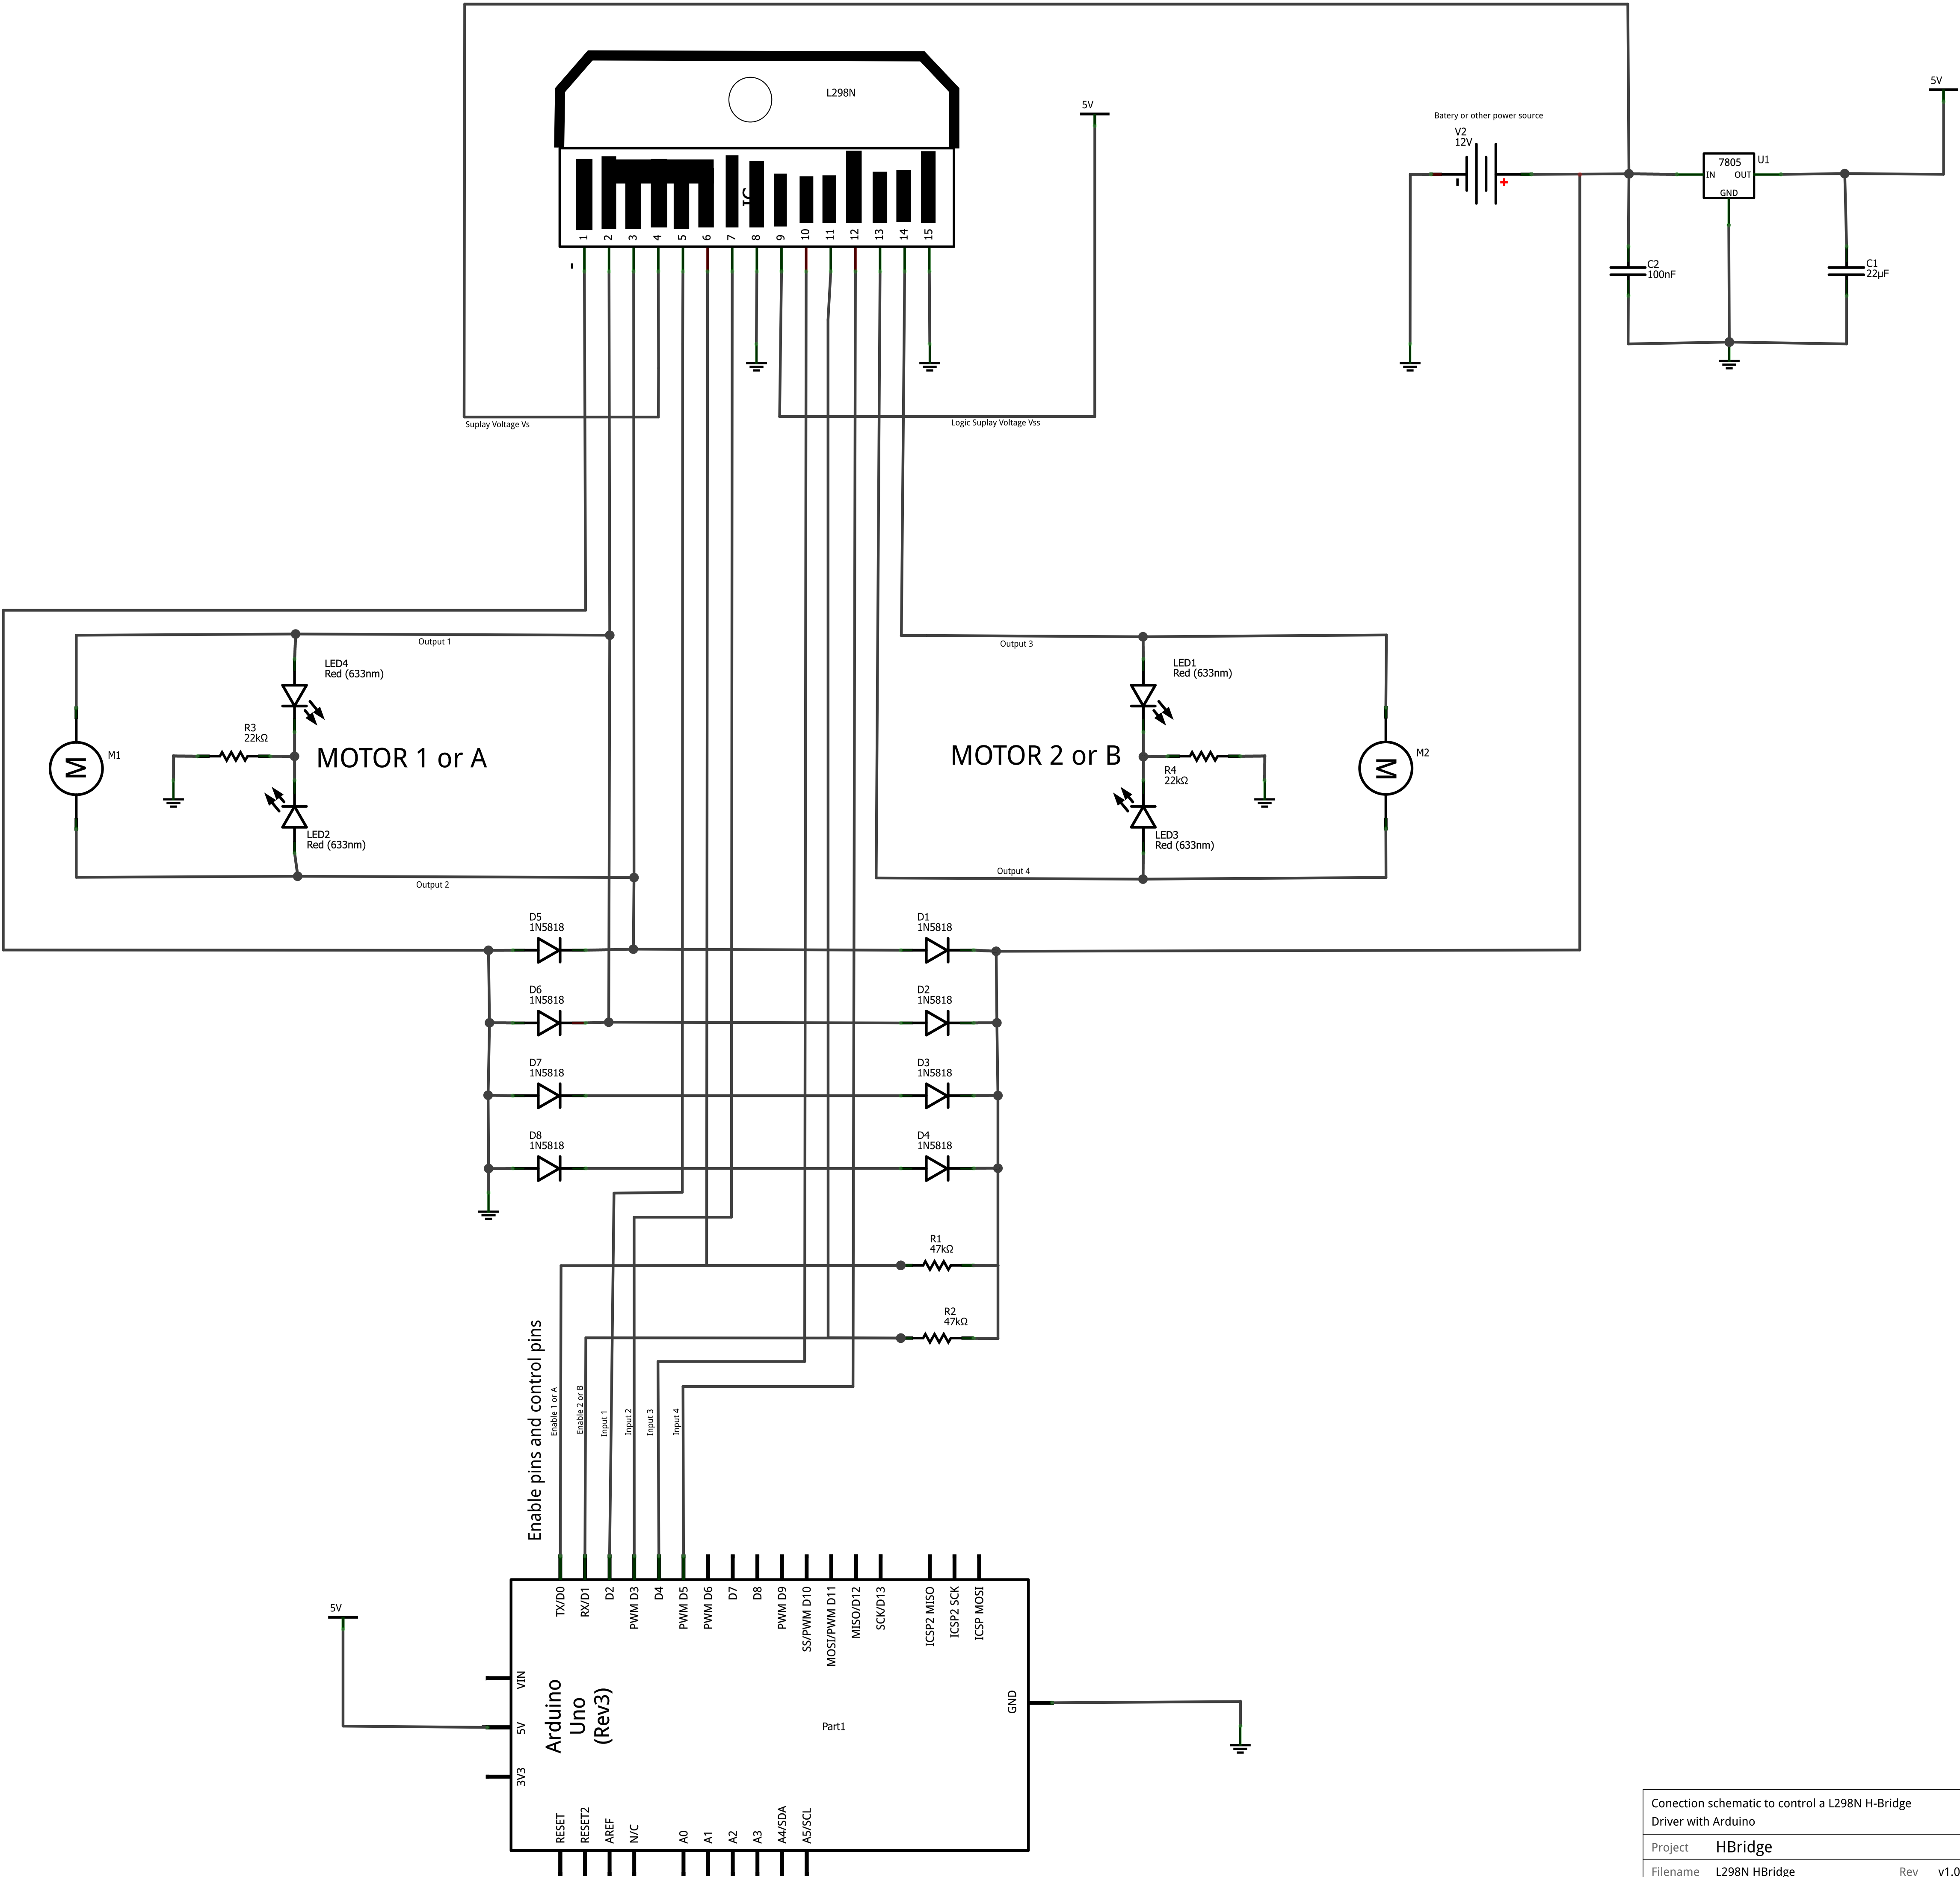 L298N
IC
1 2 3 4 5 6 7 8 9 10 11 12 13 14 15
5V
Batery or other power source
V2
12V
5V
7805
U1
IN
OUT
GND
C2
100nF
C1
22µF
Suplay Voltage Vs
Logic Suplay Voltage Vss
Output 1
Output 3
LED4
Red (633nm)
LED1
Red (633nm)
R3
22kΩ
MOTOR 1 or A
M1
M
MOTOR 2 or B
R4
22kΩ
M2
M
LED2
Red (633nm)
LED3
Red (633nm)
Output 2
Output 4
D5
1N5818
D1
1N5818
D6
1N5818
D2
1N5818
D7
1N5818
D3
1N5818
D8
1N5818
D4
1N5818
R1
47kΩ
R2
47kΩ
Enable pins and control pins
Enable 1 or A
Enable 2 or B
Input 1
Input 2
Input 3
Input 4
TX/D0
RX/D1
D2
PWM D3
D4
PWM D5
PWM D6
D7
D8
PWM D9
SS/PWM D10
MOSI/PWM D11
MISO/D12
SCK/D13
ICSP2 MISO
ICSP2 SCK
ICSP MOSI
5V
VIN
5V
3V3
Arduino
Uno
(Rev3)
Part1
GND
RESET
RESET2
AREF
N/C
A0
A1
A2
A3
A4/SDA
A5/SCL
Conection schematic to control a L298N H-Bridge
Driver with Arduino
Project HBridge
Filename L298N HBridge Rev v1.0